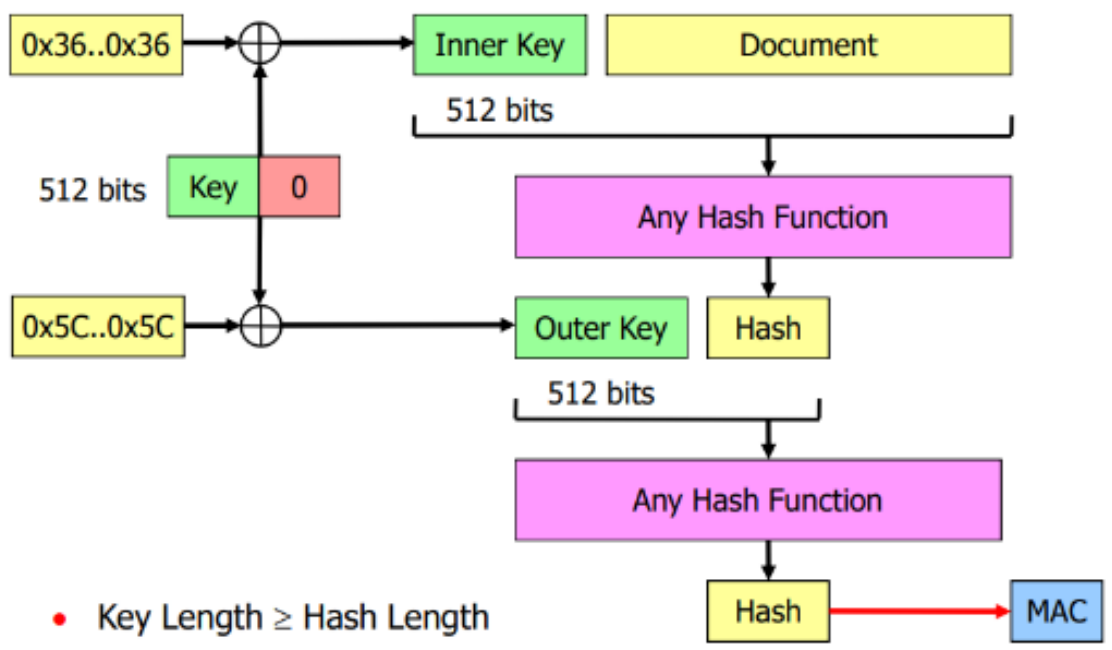 0x36..0x36
Inner Key
Document
512 bits
512 bits
Key
0
Any Hash Function
0x5C..0x5C
Outer Key
Hash
512 bits
Any Hash Function
• Key Length ≥ Hash Length
Hash
MAC